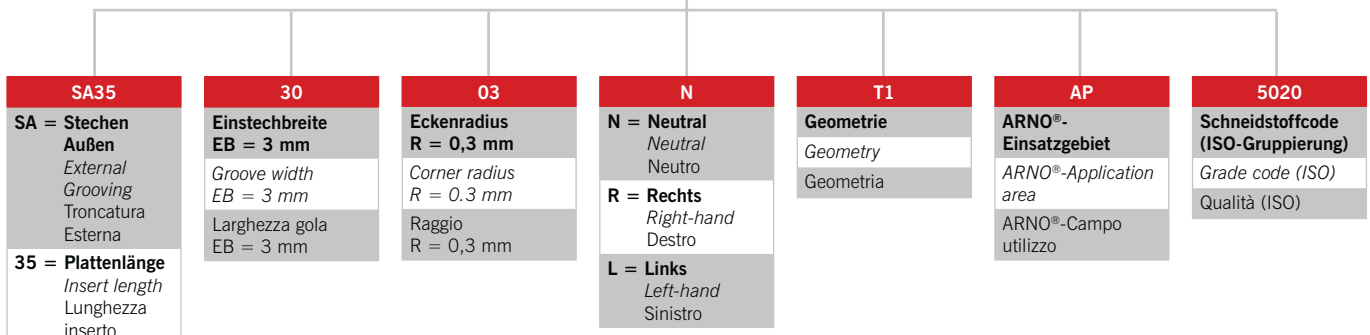 SA35
SA = Stechen
Außen
External
Grooving
Troncatura
Esterna
35 = Plattenlänge
Insert length
Lunghezza
inserto
30
Einstechbreite
EB = 3 mm
Groove width
EB = 3 mm
Larghezza gola
EB = 3 mm
03
Eckenradius
R = 0,3 mm
Corner radius
R = 0.3 mm
Raggio
R = 0,3 mm
N
N = Neutral
Neutral
Neutro
R = Rechts
Right-hand
Destro
L = Links
Left-hand
Sinistro
T1
Geometrie
Geometry
Geometria
AP
ARNO®-
Einsatzgebiet
ARNO®-Application
area
ARNO®-Campo
utilizzo
5020
Schneidstoffcode
(ISO-Gruppierung)
Grade code (ISO)
Qualità (ISO)